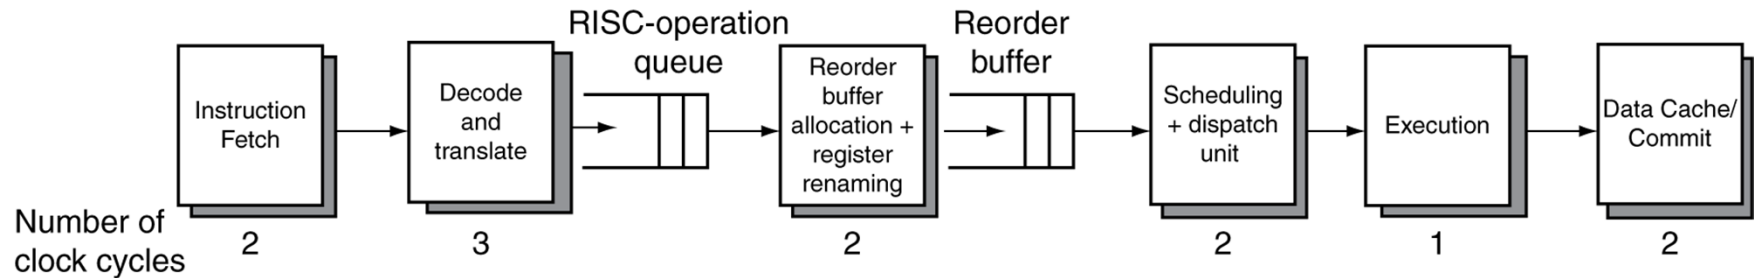 RISC-operation
queue
Reorder
buffer
Instruction
Fetch
Decode
and
translate
Reorder
buffer
allocation +
register
renaming
Scheduling
+ dispatch
unit
Execution
Data Cache/
Commit
Number of
clock cycles
2
3
2
2
1
2